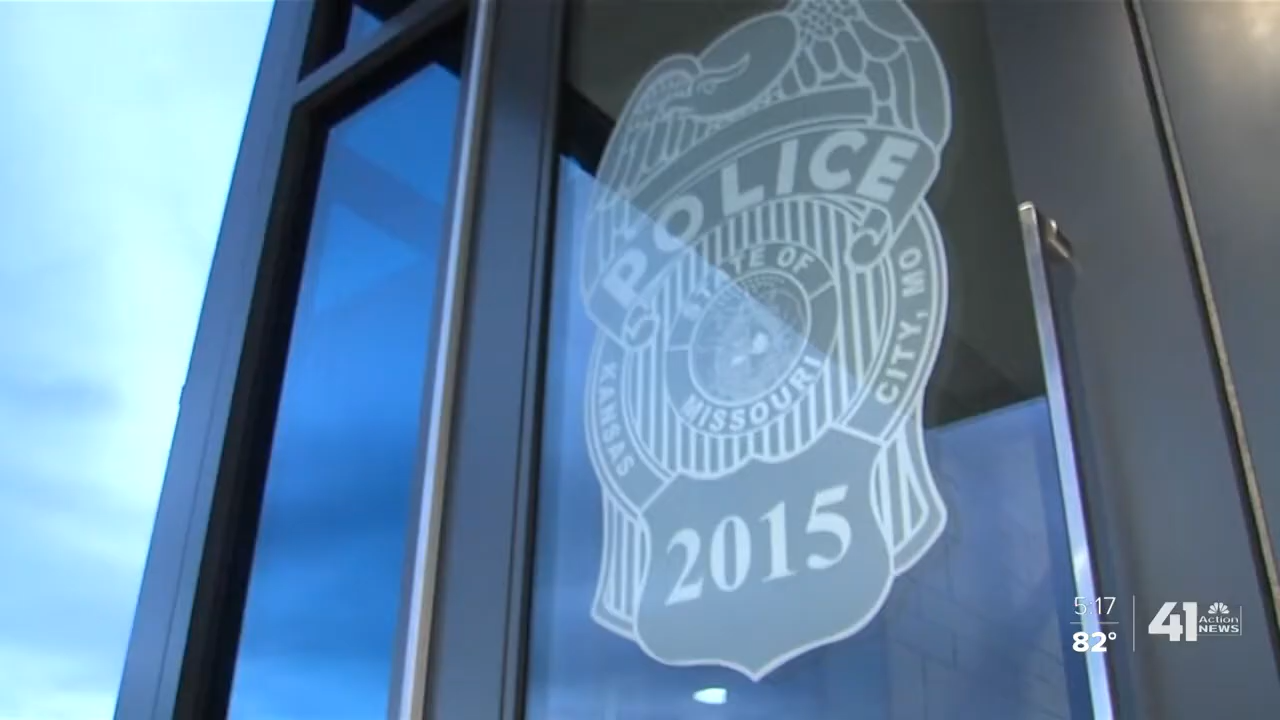 POLICE
STATE OF
MISSOURI
KANSAS
CITY, MO
2015
5:17
82°
41 Action NEWS